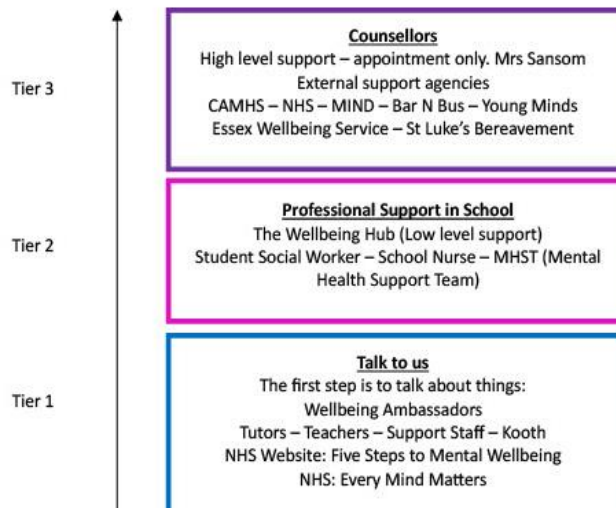 Tier 3
Counsellors
High level support – appointment only. Mrs Sansom
External support agencies
CAMHS – NHS – MIND – Bar N Bus – Young Minds
Essex Wellbeing Service – St Luke's Bereavement
Tier 2
Professional Support in School
The Wellbeing Hub (Low level support)
Student Social Worker – School Nurse – MHST (Mental
Health Support Team)
Tier 1
Talk to us
The first step is to talk about things:
Wellbeing Ambassadors
Tutors – Teachers – Support Staff – Kooth
NHS Website: Five Steps to Mental Wellbeing
NHS: Every Mind Matters